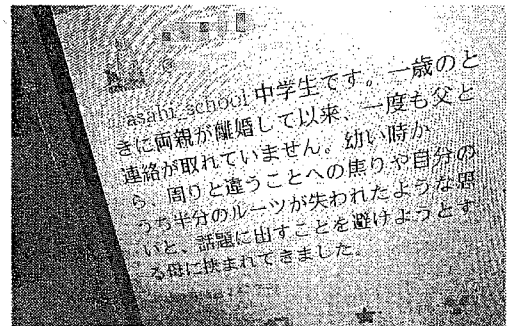 @
asahi_school 中学生です。一歳のと
きに両親が離婚して以来、一度も父と
連絡が取れていません。幼い時か
ら、周りと違うことへの焦りや自分の
うち半分のルーツが失われたような思
いと、話題に出すことを避けようとす
る母に挟まれてきました。